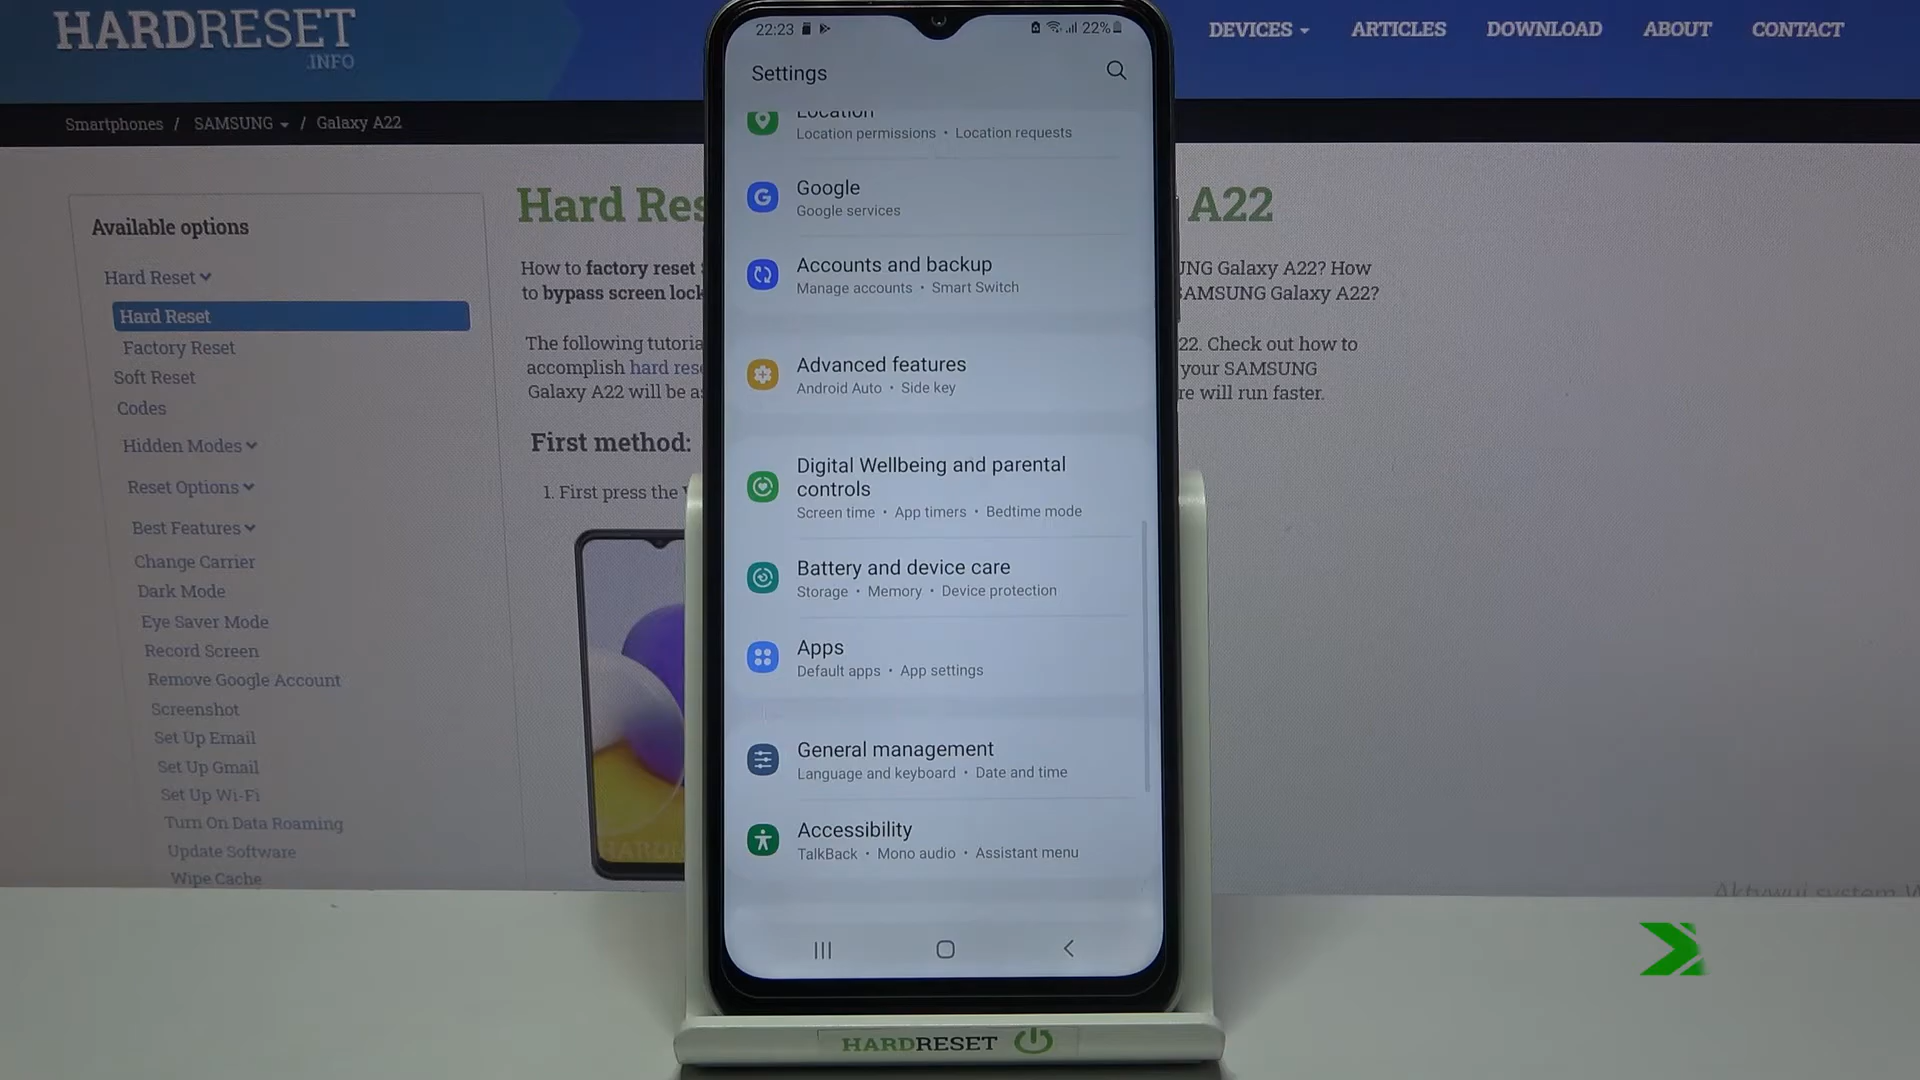 HARDRESET
.INFO
DEVICES
ARTICLES
DOWNLOAD
ABOUT
CONTACT
Smartphones / SAMSUNG / Galaxy A22
Available options
Hard Reset
Hard Reset
Factory Reset
Soft Reset
Codes
Hidden Modes
Reset Options
Best Features
Change Carrier
Dark Mode
Eye Saver Mode
Record Screen
Remove Google Account
Screenshot
Set Up Email
Set Up Gmail
Set Up Wi-Fi
Turn On Data Roaming
Update Software
Wipe Cache
Hard Res
A22
How to factory reset
NG Galaxy A22? How
to bypass screen lock
SAMSUNG Galaxy A22?
The following tutoria
22. Check out how to
accomplish hard res
your SAMSUNG
Galaxy A22 will be a
re will run faster.
First method:
1. First press the
22:23
22%
Settings
Location
Location permissions • Location requests
Google
Google services
Accounts and backup
Manage accounts • Smart Switch
Advanced features
Android Auto • Side key
Digital Wellbeing and parental
controls
Screen time • App timers • Bedtime mode
Battery and device care
Storage • Memory • Device protection
Apps
Default apps • App settings
General management
Language and keyboard • Date and time
Accessibility
TalkBack • Mono audio • Assistant menu
Aktywuj system W
HARDRESET